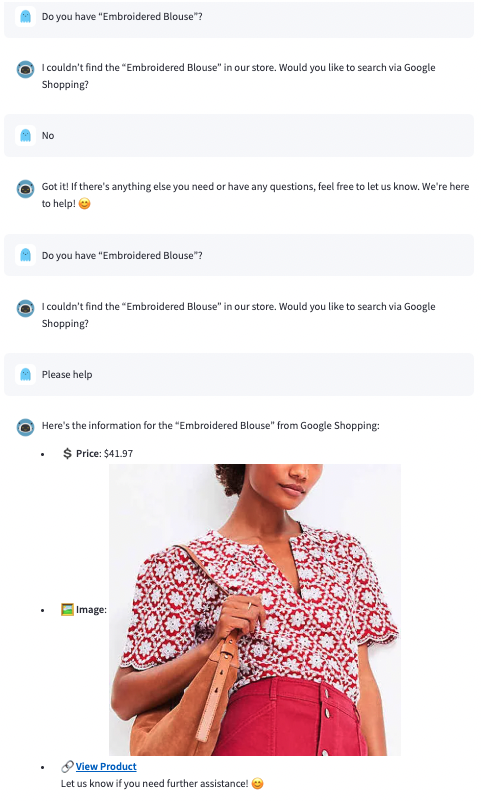 Do you have “Embroidered Blouse”?
I couldn’t find the “Embroidered Blouse” in our store. Would you like to search via Google
Shopping?
No
Got it! If there's anything else you need or have any questions, feel free to let us know. We're here
to help! 😊
Do you have “Embroidered Blouse”?
I couldn’t find the “Embroidered Blouse” in our store. Would you like to search via Google
Shopping?
Please help
Here's the information for the “Embroidered Blouse” from Google Shopping:
• 💲 Price: $41.97
• 🖼️ Image:
• 🔗 View Product
Let us know if you need further assistance! 😊